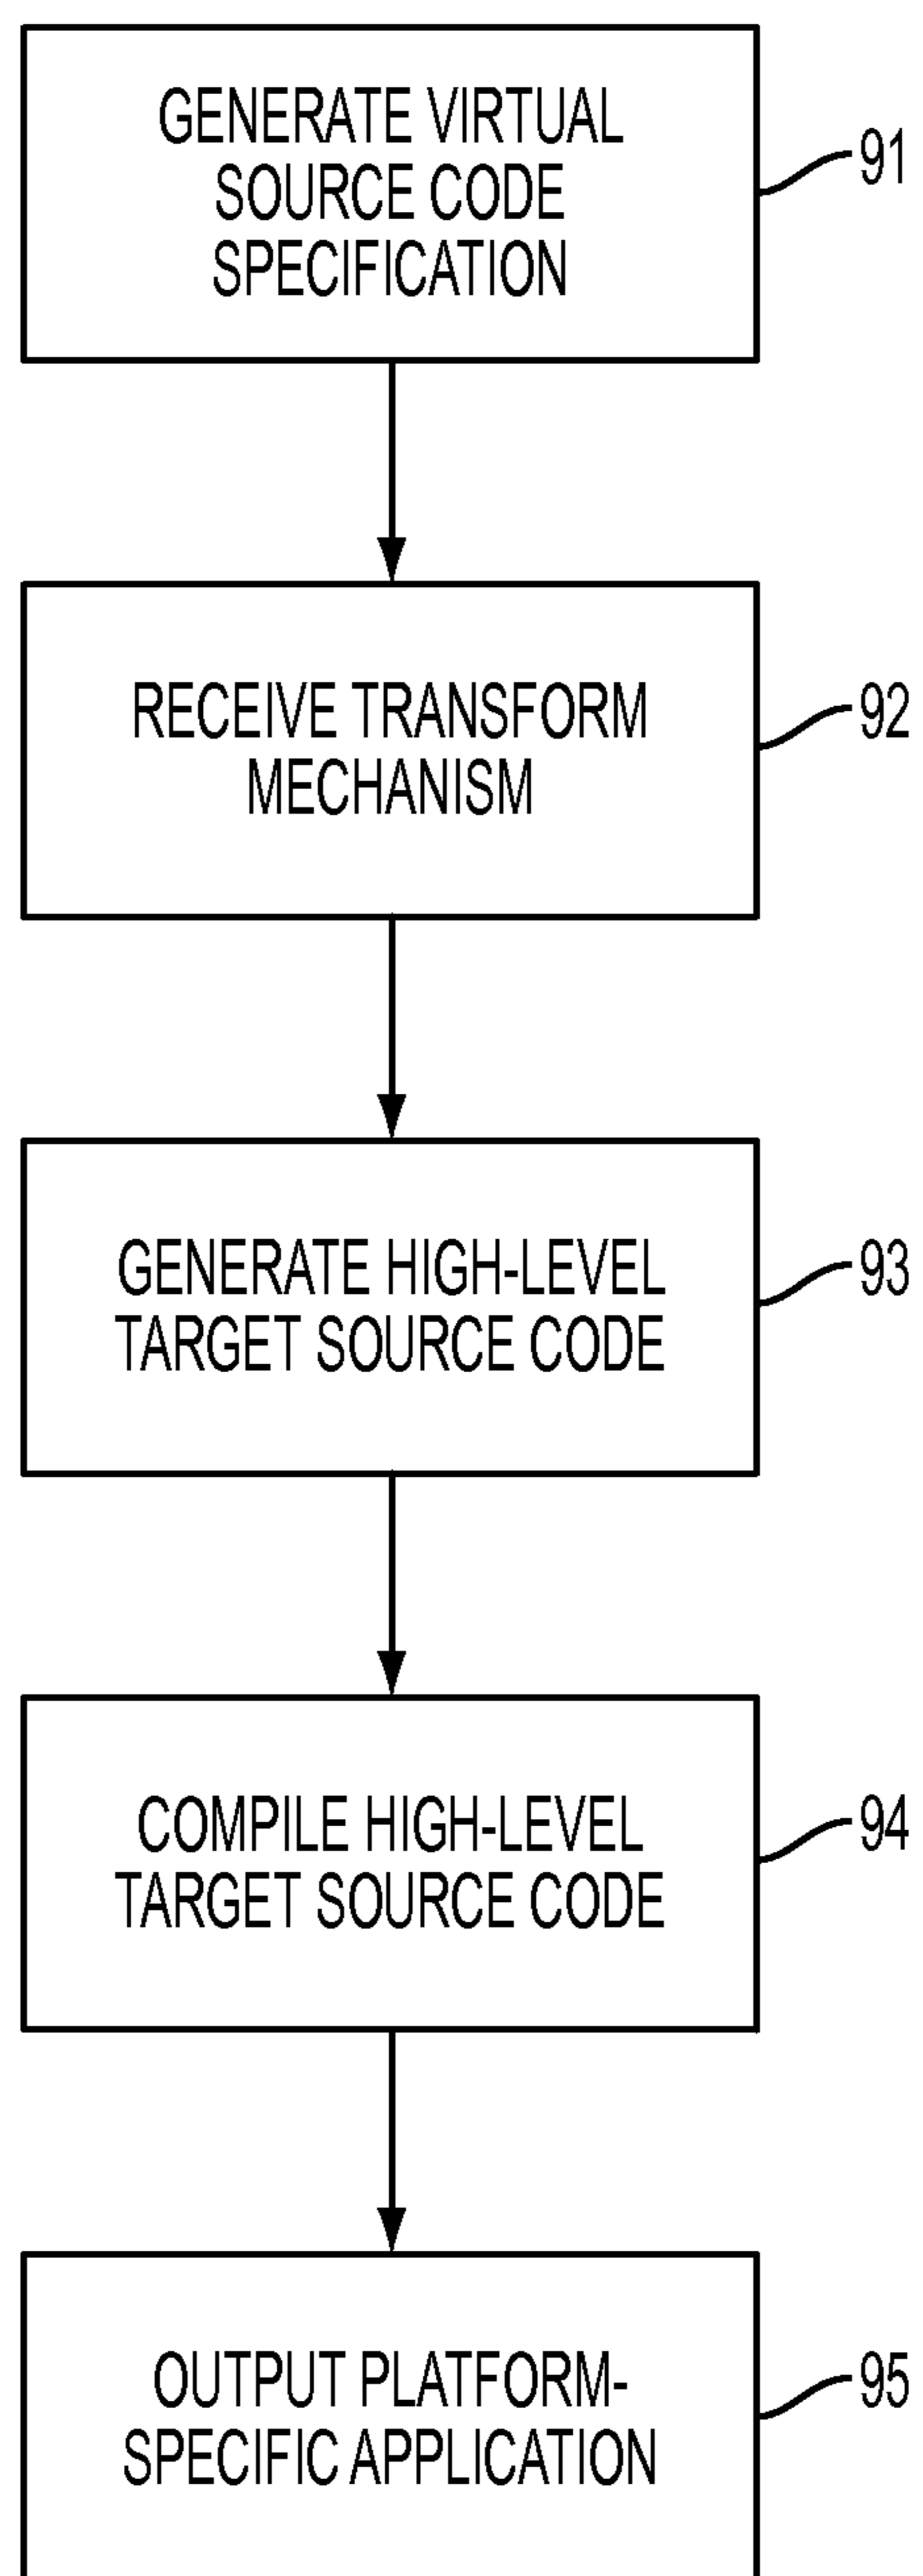 GENERATE VIRTUAL
SOURCE CODE
SPECIFICATION
91
RECEIVE TRANSFORM
MECHANISM
92
GENERATE HIGH-LEVEL
TARGET SOURCE CODE
93
COMPILE HIGH-LEVEL
TARGET SOURCE CODE
94
OUTPUT PLATFORM-
SPECIFIC APPLICATION
95